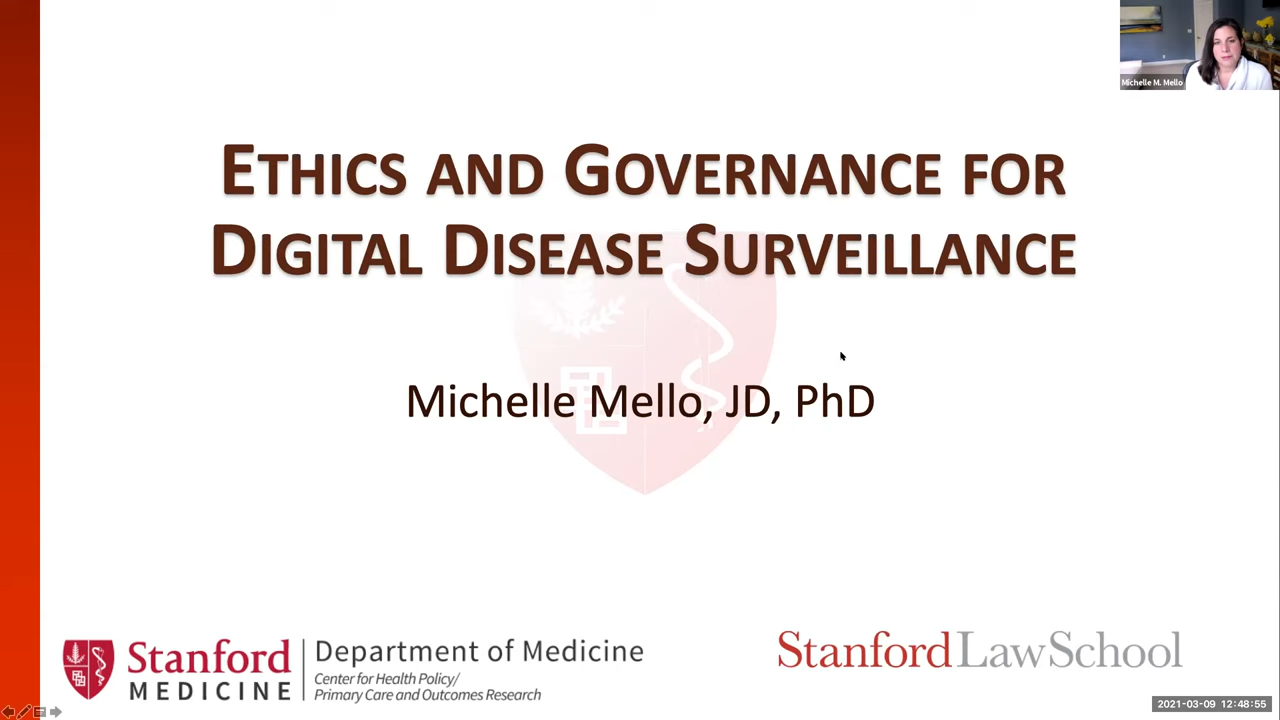 Michelle M. Mello
ETHICS AND GOVERNANCE FOR
DIGITAL DISEASE SURVEILLANCE
Michelle Mello, JD, PhD
Stanford
MEDICINE
Department of Medicine
Center for Health Policy/
Primary Care and Outcomes Research
Stanford Law School
2021-03-09 12:48:55